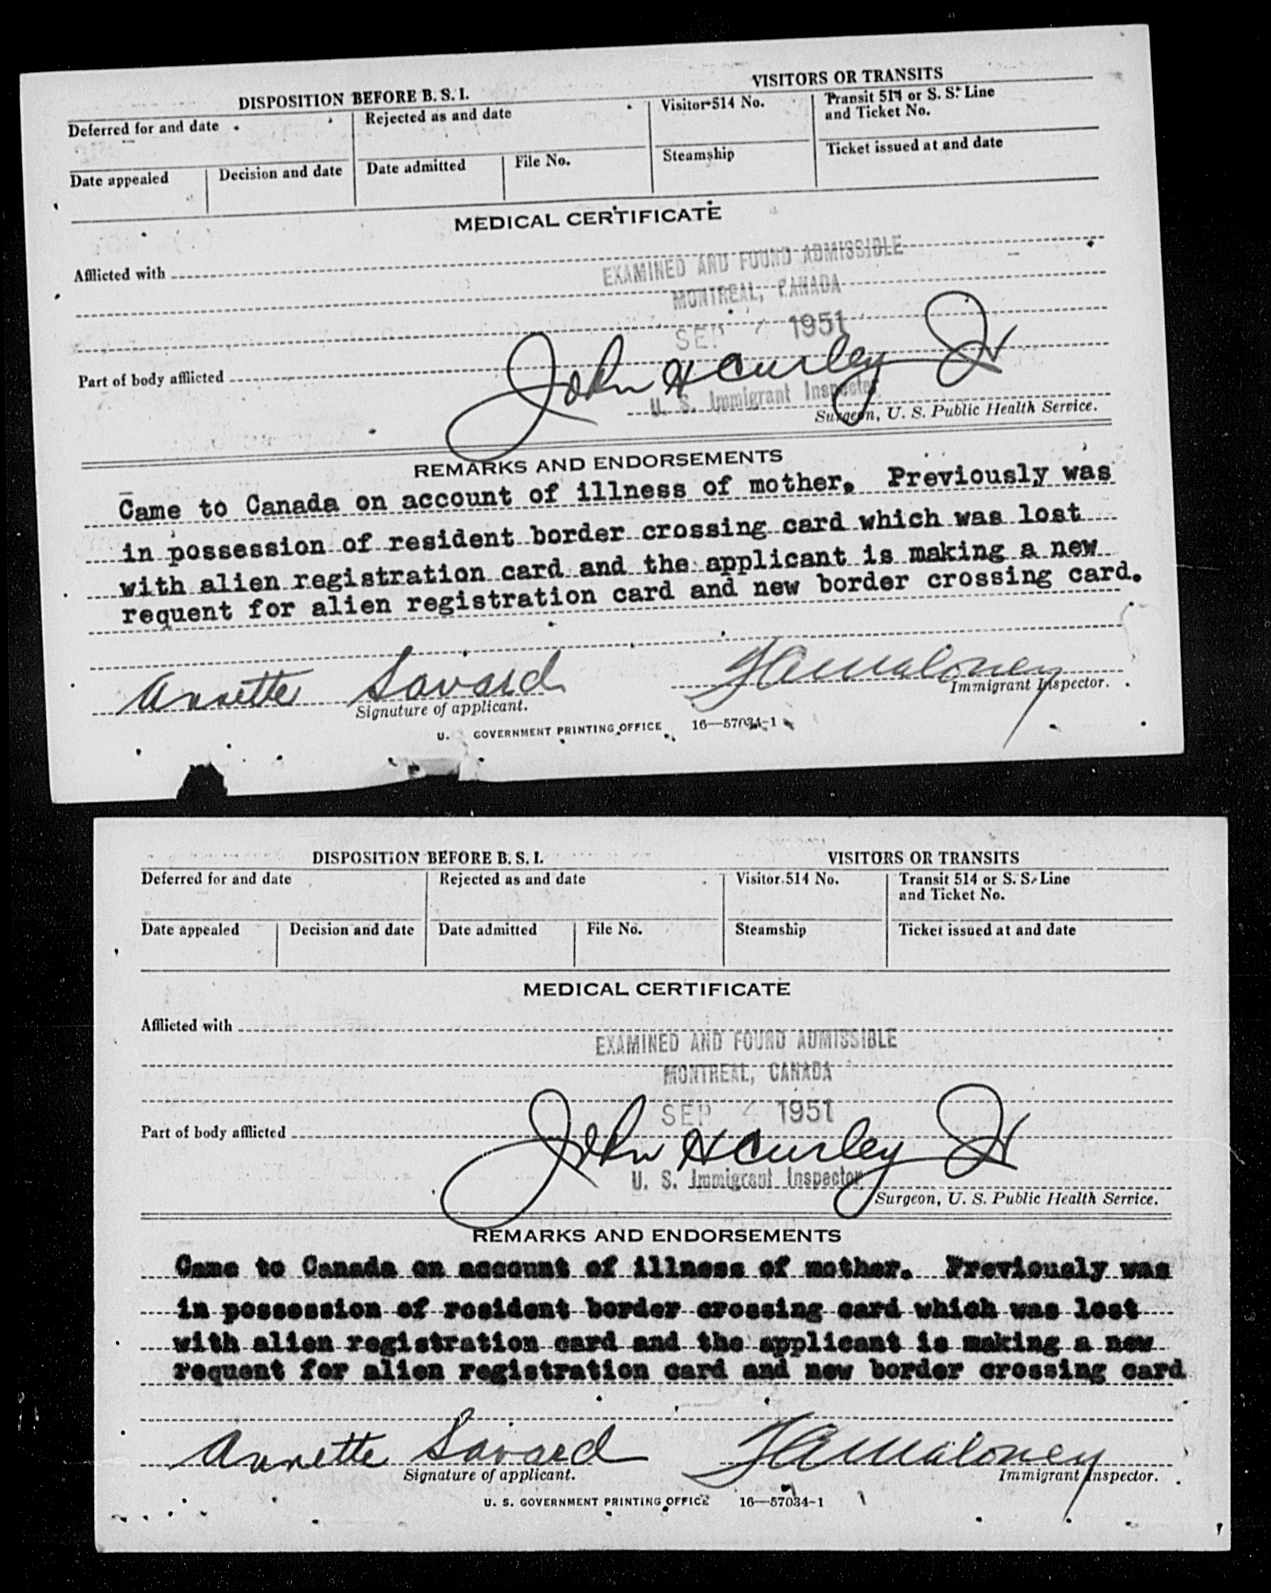 DISPOSITION BEFORE B. S. I.
VISITORS OR TRANSITS
Deferred for and date
Rejected as and date
Visitor 514 No.
Transit 514 or S. S. Line
and Ticket No.
Date appealed
Decision and date
Date admitted
File No.
Steamship
Ticket issued at and date
MEDICAL CERTIFICATE
Afflicted with
EXAMINED AND FOUND ADMISSIBLE
MONTREAL, CANADA
SEP 1951
Part of body afflicted
John H Curley Jr
U. S. Immigrant Inspector
Surgeon, U. S. Public Health Service.
REMARKS AND ENDORSEMENTS
Came to Canada on account of illness of mother. Previously was
in possession of resident border crossing card which was lost
with alien registration card and the applicant is making a new
requent for alien registration card and new border crossing card.
Annette Savard
Maloney
Signature of applicant.
Immigrant Inspector.
U. GOVERNMENT PRINTING OFFICE 16—57034-1
DISPOSITION BEFORE B. S. I.
VISITORS OR TRANSITS
Deferred for and date
Rejected as and date
Visitor 514 No.
Transit 514 or S. S. Line
and Ticket No.
Date appealed
Decision and date
Date admitted
File No.
Steamship
Ticket issued at and date
MEDICAL CERTIFICATE
Afflicted with
EXAMINED AND FOUND ADMISSIBLE
MONTREAL, CANADA
SEP 1951
Part of body afflicted
John H Curley Jr
U. S. Immigrant Inspector
Surgeon, U. S. Public Health Service.
REMARKS AND ENDORSEMENTS
Came to Canada on account of illness of mother. Previously was
in possession of resident border crossing card which was lost
with alien registration card and the applicant is making a new
requent for alien registration card and new border crossing card
Annette Savard
Maloney
Signature of applicant.
Immigrant Inspector.
U. S. GOVERNMENT PRINTING OFFICE 16—57034-1